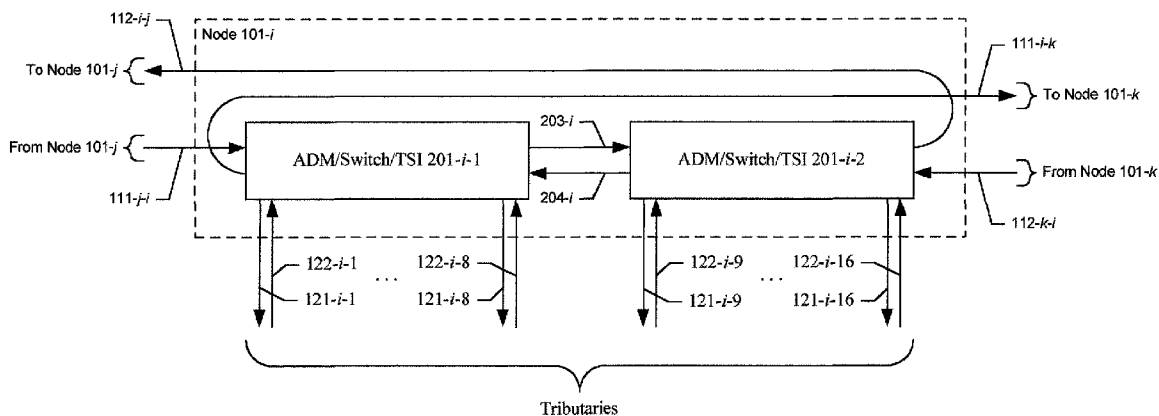 112-i-j
Node 101-i
111-i-k
To Node 101-j
To Node 101-k
203-i
From Node 101-j
ADM/Switch/TSI 201-i-1
ADM/Switch/TSI 201-i-2
From Node 101-k
111-j-i
204-i
112-k-i
122-i-1 ... 122-i-8
122-i-9 ... 122-i-16
121-i-1
121-i-8
121-i-9
121-i-16
Tributaries